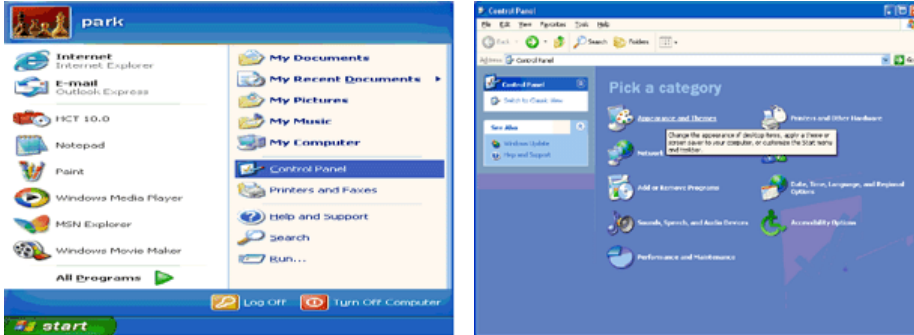 park
Internet
Internet Explorer
E-mail
Outlook Express
HCT 10.0
Notepad
Paint
Windows Media Player
MSN Explorer
Windows Movie Maker
All Programs
My Documents
My Recent Documents
My Pictures
My Music
My Computer
Control Panel
Printers and Faxes
Help and Support
Search
Run...
Log Off
Turn Off Computer
start
Control Panel
File Edit View Favorites Tools Help
Back
Search
Folders
Address
Control Panel
Go
Control Panel
Switch to Classic View
See Also
Windows Update
Help and Support
Pick a category
Appearance and Themes
Printers and Other Hardware
Change the appearance of desktop items, apply a theme or
screen saver to your computer, or customize the Start menu
and taskbar.
Network
Add or Remove Programs
Date, Time, Language, and Regional
Options
Sounds, Speech, and Audio Devices
Accessibility Options
Performance and Maintenance